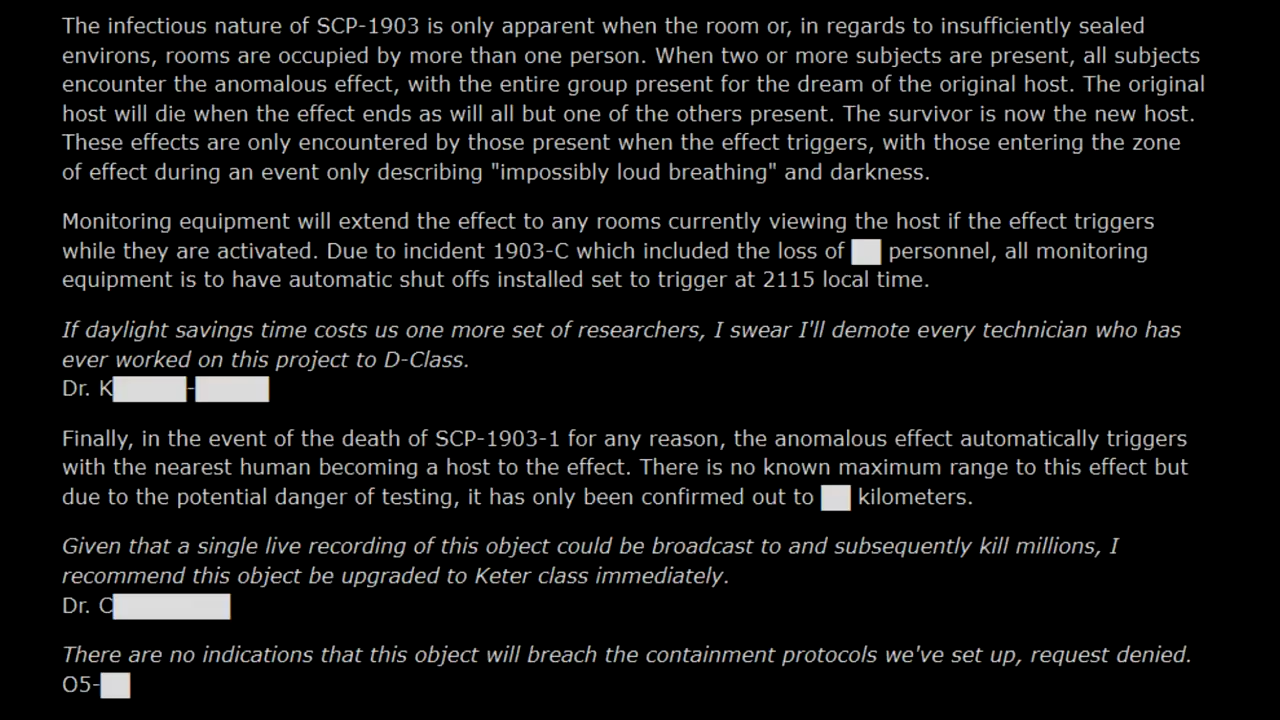 The infectious nature of SCP-1903 is only apparent when the room or, in regards to insufficiently sealed
environs, rooms are occupied by more than one person. When two or more subjects are present, all subjects
encounter the anomalous effect, with the entire group present for the dream of the original host. The original
host will die when the effect ends as will all but one of the others present. The survivor is now the new host.
These effects are only encountered by those present when the effect triggers, with those entering the zone
of effect during an event only describing "impossibly loud breathing" and darkness.
Monitoring equipment will extend the effect to any rooms currently viewing the host if the effect triggers
while they are activated. Due to incident 1903-C which included the loss of ██ personnel, all monitoring
equipment is to have automatic shut offs installed set to trigger at 2115 local time.
If daylight savings time costs us one more set of researchers, I swear I'll demote every technician who has
ever worked on this project to D-Class.
Dr. K█████-█████
Finally, in the event of the death of SCP-1903-1 for any reason, the anomalous effect automatically triggers
with the nearest human becoming a host to the effect. There is no known maximum range to this effect but
due to the potential danger of testing, it has only been confirmed out to ██ kilometers.
Given that a single live recording of this object could be broadcast to and subsequently kill millions, I
recommend this object be upgraded to Keter class immediately.
Dr. C████████
There are no indications that this object will breach the containment protocols we've set up, request denied.
O5-██